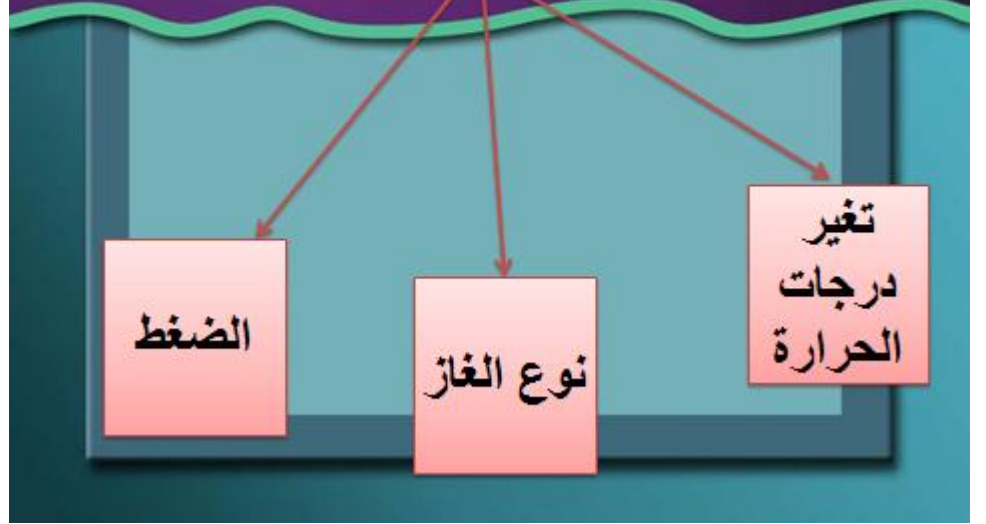 تغير
درجات
الحرارة
نوع الغاز
الضغط